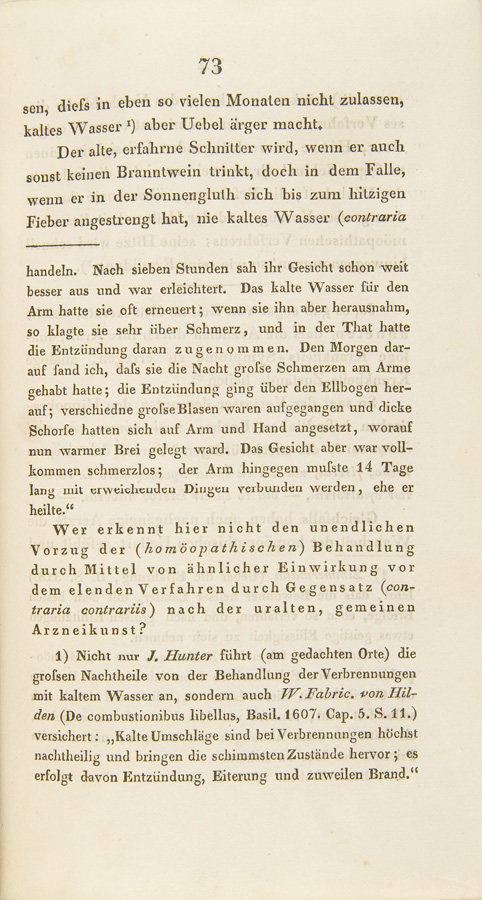 73
sen, diefs in eben so vielen Monaten nicht zulassen,
kaltes Wasser ¹) aber Uebel ärger macht.
Der alte, erfahrne Schnitter wird, wenn er auch
sonst keinen Branntwein trinkt, doch in dem Falle,
wenn er in der Sonnengluth sich bis zum hitzigen
Fieber angestrengt hat, nie kaltes Wasser (contraria
handeln. Nach sieben Stunden sah ihr Gesicht schon weit
besser aus und war erleichtert. Das kalte Wasser für den
Arm hatte sie oft erneuert; wenn sie ihn aber herausnahm,
so klagte sie sehr über Schmerz, und in der That hatte
die Entzündung daran zugenommen. Den Morgen dar-
auf fand ich, dafs sie die Nacht grofse Schmerzen am Arme
gehabt hatte; die Entzündung ging über den Ellbogen her-
auf; verschiedne grofse Blasen waren aufgegangen und dicke
Schorfe hatten sich auf Arm und Hand angesetzt, worauf
nun warmer Brei gelegt ward. Das Gesicht aber war voll-
kommen schmerzlos; der Arm hingegen mufste 14 Tage
lang mit erweichenden Dingen verbunden werden, ehe er
heilte.“
Wer erkennt hier nicht den unendlichen
Vorzug der (homöopathischen) Behandlung
durch Mittel von ähnlicher Einwirkung vor
dem elenden Verfahren durch Gegensatz (con-
traria contrariis) nach der uralten, gemeinen
Arzneikunst?
1) Nicht nur J. Hunter führt (am gedachten Orte) die
grofsen Nachtheile von der Behandlung der Verbrennungen
mit kaltem Wasser an, sondern auch W. Fabric. von Hil-
den (De combustionibus libellus, Basil. 1607. Cap. 5. S. 11.)
versichert: „Kalte Umschläge sind bei Verbrennungen höchst
nachtheilig und bringen die schimmsten Zustände hervor; es
erfolgt davon Entzündung, Eiterung und zuweilen Brand.“